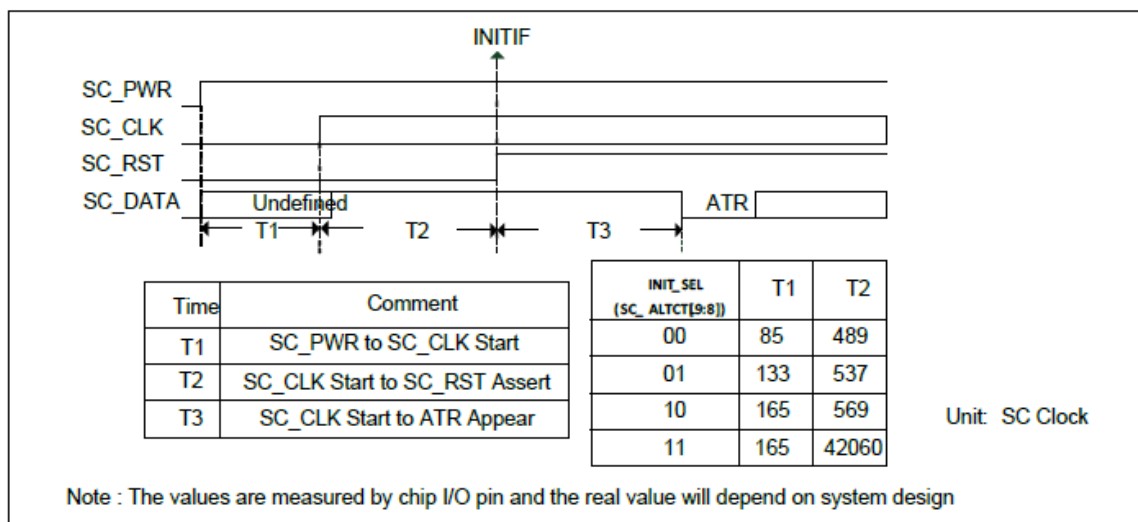 INITIF
SC_PWR
SC_CLK
SC_RST
SC_DATA Undefined ATR
T1 T2 T3
Time Comment
T1 SC_PWR to SC_CLK Start
T2 SC_CLK Start to SC_RST Assert
T3 SC_CLK Start to ATR Appear
INIT_SEL T1 T2
(SC_ ALTCT[9:8])
00 85 489
01 133 537
10 165 569
11 165 42060
Unit: SC Clock
Note : The values are measured by chip I/O pin and the real value will depend on system design